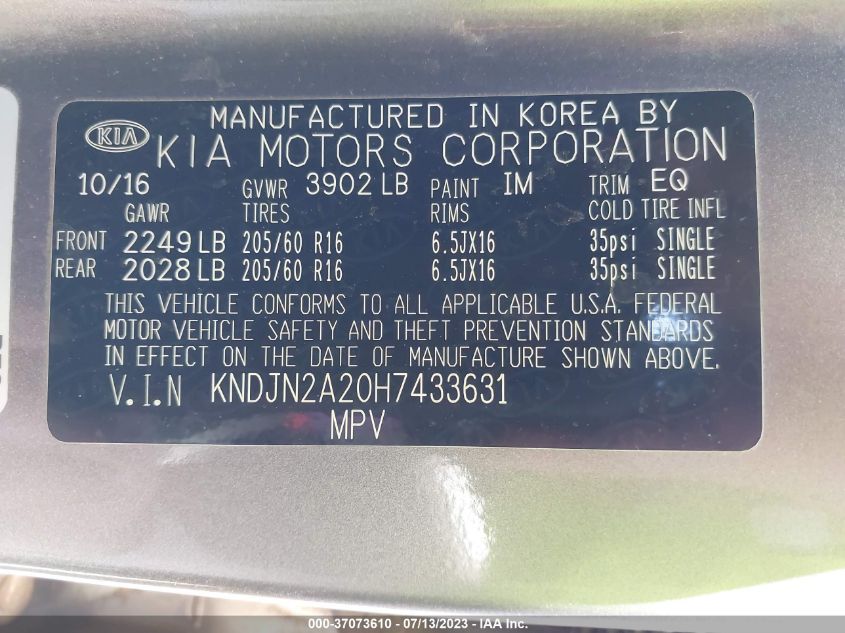 MANUFACTURED IN KOREA BY
KIA KIA MOTORS CORPORATION
10/16 GVWR 3902 LB PAINT IM TRIM EQ
GAWR TIRES RIMS COLD TIRE INFL
FRONT 2249 LB 205/60 R16 6.5JX16 35psi SINGLE
REAR 2028 LB 205/60 R16 6.5JX16 35psi SINGLE
THIS VEHICLE CONFORMS TO ALL APPLICABLE U.S.A. FEDERAL
MOTOR VEHICLE SAFETY AND THEFT PREVENTION STANDARDS
IN EFFECT ON THE DATE OF MANUFACTURE SHOWN ABOVE.
V.I.N KNDJN2A20H7433631
MPV
000-37073610 - 07/13/2023 - IAA Inc.